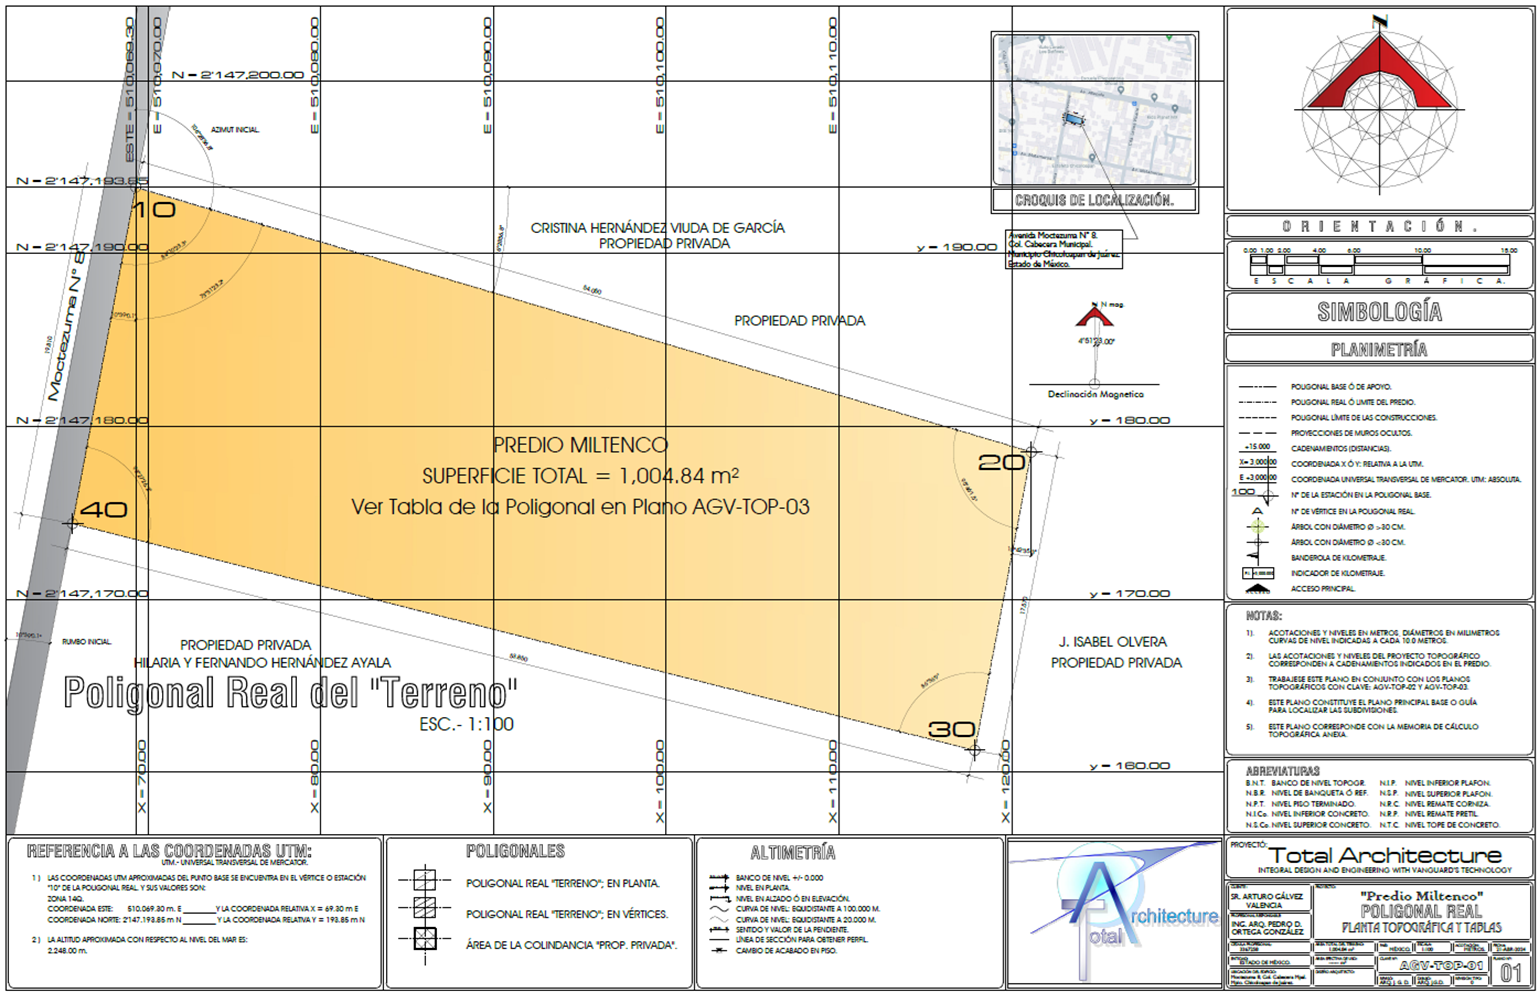 ESTE = 510,069.30
E = 510,070.00
E = 510,080.00
E = 510,090.00
E = 510,100.00
E = 510,110.00
N = 2'147,200.00
AZIMUT INICIAL.
N = 2'147,193.85
10
CRISTINA HERNÁNDEZ VIUDA DE GARCÍA
PROPIEDAD PRIVADA
N = 2'147,190.00
y = 190.00
CROQUIS DE LOCALIZACIÓN.
Avenida Moctezuma N° 8.
Col. Cabecera Municipal.
Municipio Chicoloapan de Juárez.
Estado de México.
Moctezuma N° 8
19.810
54.050
PROPIEDAD PRIVADA
N mag.
4°51'23.00"
Declinación Magnetica
N = 2'147,180.00
y = 180.00
PREDIO MILTENCO
SUPERFICIE TOTAL = 1,004.84 m²
Ver Tabla de la Poligonal en Plano AGV-TOP-03
20
40
N = 2'147,170.00
y = 170.00
RUMBO INICIAL.
PROPIEDAD PRIVADA
HILARIA Y FERNANDO HERNÁNDEZ AYALA
J. ISABEL OLVERA
PROPIEDAD PRIVADA
Poligonal Real del "Terreno"
ESC.- 1:100
30
X = 70.00
X = 80.00
X = 90.00
X = 100.00
X = 110.00
X = 120.00
y = 160.00
N
ORIENTACIÓN.
0.00 1.00 2.00 4.00 6.00 10.00 15.00
ESCALA GRÁFICA.
SIMBOLOGÍA
PLANIMETRÍA
POLIGONAL BASE Ó DE APOYO.
POLIGONAL REAL Ó LIMITE DEL PREDIO.
POLIGONAL LÍMITE DE LAS CONSTRUCCIONES.
PROYECCIONES DE MUROS OCULTOS.
+15.000 CADENAMIENTOS (DISTANCIAS).
X= 3 000.00 COORDENADA X Ó Y: RELATIVA A LA UTM.
E =3 000.00 COORDENADA UNIVERSAL TRANSVERSAL DE MERCATOR. UTM: ABSOLUTA.
100 N° DE LA ESTACIÓN EN LA POLIGONAL BASE.
A N° DE VÉRTICE EN LA POLIGONAL REAL.
ÁRBOL CON DIÁMETRO Ø >30 CM.
ÁRBOL CON DIÁMETRO Ø <30 CM.
BANDEROLA DE KILOMETRAJE.
INDICADOR DE KILOMETRAJE.
ACCESO PRINCIPAL.
NOTAS:
1). ACOTACIONES Y NIVELES EN METROS, DIÁMETROS EN MILIMETROS
CURVAS DE NIVEL INDICADAS A CADA 10.0 METROS.
2). LAS ACOTACIONES Y NIVELES DEL PROYECTO TOPOGRÁFICO
CORRESPONDEN A CADENAMIENTOS INDICADOS EN EL PREDIO.
3). TRABAJESE ESTE PLANO EN CONJUNTO CON LOS PLANOS
TOPOGRÁFICOS CON CLAVE: AGV-TOP-02 Y AGV-TOP-03.
4). ESTE PLANO CONSTITUYE EL PLANO PRINCIPAL BASE O GUÍA
PARA LOCALIZAR LAS SUBDIVISIONES.
5). ESTE PLANO CORRESPONDE CON LA MEMORIA DE CÁLCULO
TOPOGRÁFICA ANEXA.
ABREVIATURAS
B.N.T. BANCO DE NIVEL TOPOGR. N.I.P. NIVEL INFERIOR PLAFON.
N.B.R. NIVEL DE BANQUETA Ó REF. N.S.P. NIVEL SUPERIOR PLAFON.
N.P.T. NIVEL PISO TERMINADO. N.R.C. NIVEL REMATE CORNIZA.
N.I.Co. NIVEL INFERIOR CONCRETO. N.R.P. NIVEL REMATE PRETIL.
N.S.Co. NIVEL SUPERIOR CONCRETO. N.T.C. NIVEL TOPE DE CONCRETO.
REFERENCIA A LAS COORDENADAS UTM:
UTM.- UNIVERSAL TRANSVERSAL DE MERCATOR.
1) LAS COORDENADAS UTM APROXIMADAS DEL PUNTO BASE SE ENCUENTRA EN EL VÉRTICE O ESTACIÓN
"10" DE LA POLIGONAL REAL. Y SUS VALORES SON:
ZONA 14Q.
COORDENADA ESTE: 510.069.30 m. E ______ Y LA COORDENADA RELATIVA X = 69.30 m E
COORDENADA NORTE: 2'147.193.85 m N ______ Y LA COORDENADA RELATIVA Y = 193.85 m N
2) LA ALTITUD APROXIMADA CON RESPECTO AL NIVEL DEL MAR ES:
2,248.00 m.
POLIGONALES
POLIGONAL REAL "TERRENO"; EN PLANTA.
POLIGONAL REAL "TERRENO"; EN VÉRTICES.
ÁREA DE LA COLINDANCIA "PROP. PRIVADA".
ALTIMETRÍA
BANCO DE NIVEL +/- 0.000
NIVEL EN PLANTA.
NIVEL EN ALZADO Ó EN ELEVACIÓN.
CURVA DE NIVEL: EQUIDISTANTE A 100.000 M.
CURVA DE NIVEL: EQUIDISTANTE A 20.000 M.
SENTIDO Y VALOR DE LA PENDIENTE.
LÍNEA DE SECCIÓN PARA OBTENER PERFIL.
CAMBIO DE ACABADO EN PISO.
Architecture
Total
PROYECTÓ:
Total Architecture
INTEGRAL DESIGN AND ENGINEERING WITH VANGUARD'S TECHNOLOGY
SR. ARTURO GÁLVEZ
VALENCIA
ING. ARQ. PEDRO D.
ORTEGA GONZÁLEZ
"Predio Miltenco"
POLIGONAL REAL
PLANTA TOPOGRÁFICA Y TABLAS
1,004.84 m²
MÉXICO.
1:100
METROS.
21-ABR-2024
ESTADO DE MÉXICO.
AGV-TOP-01
01